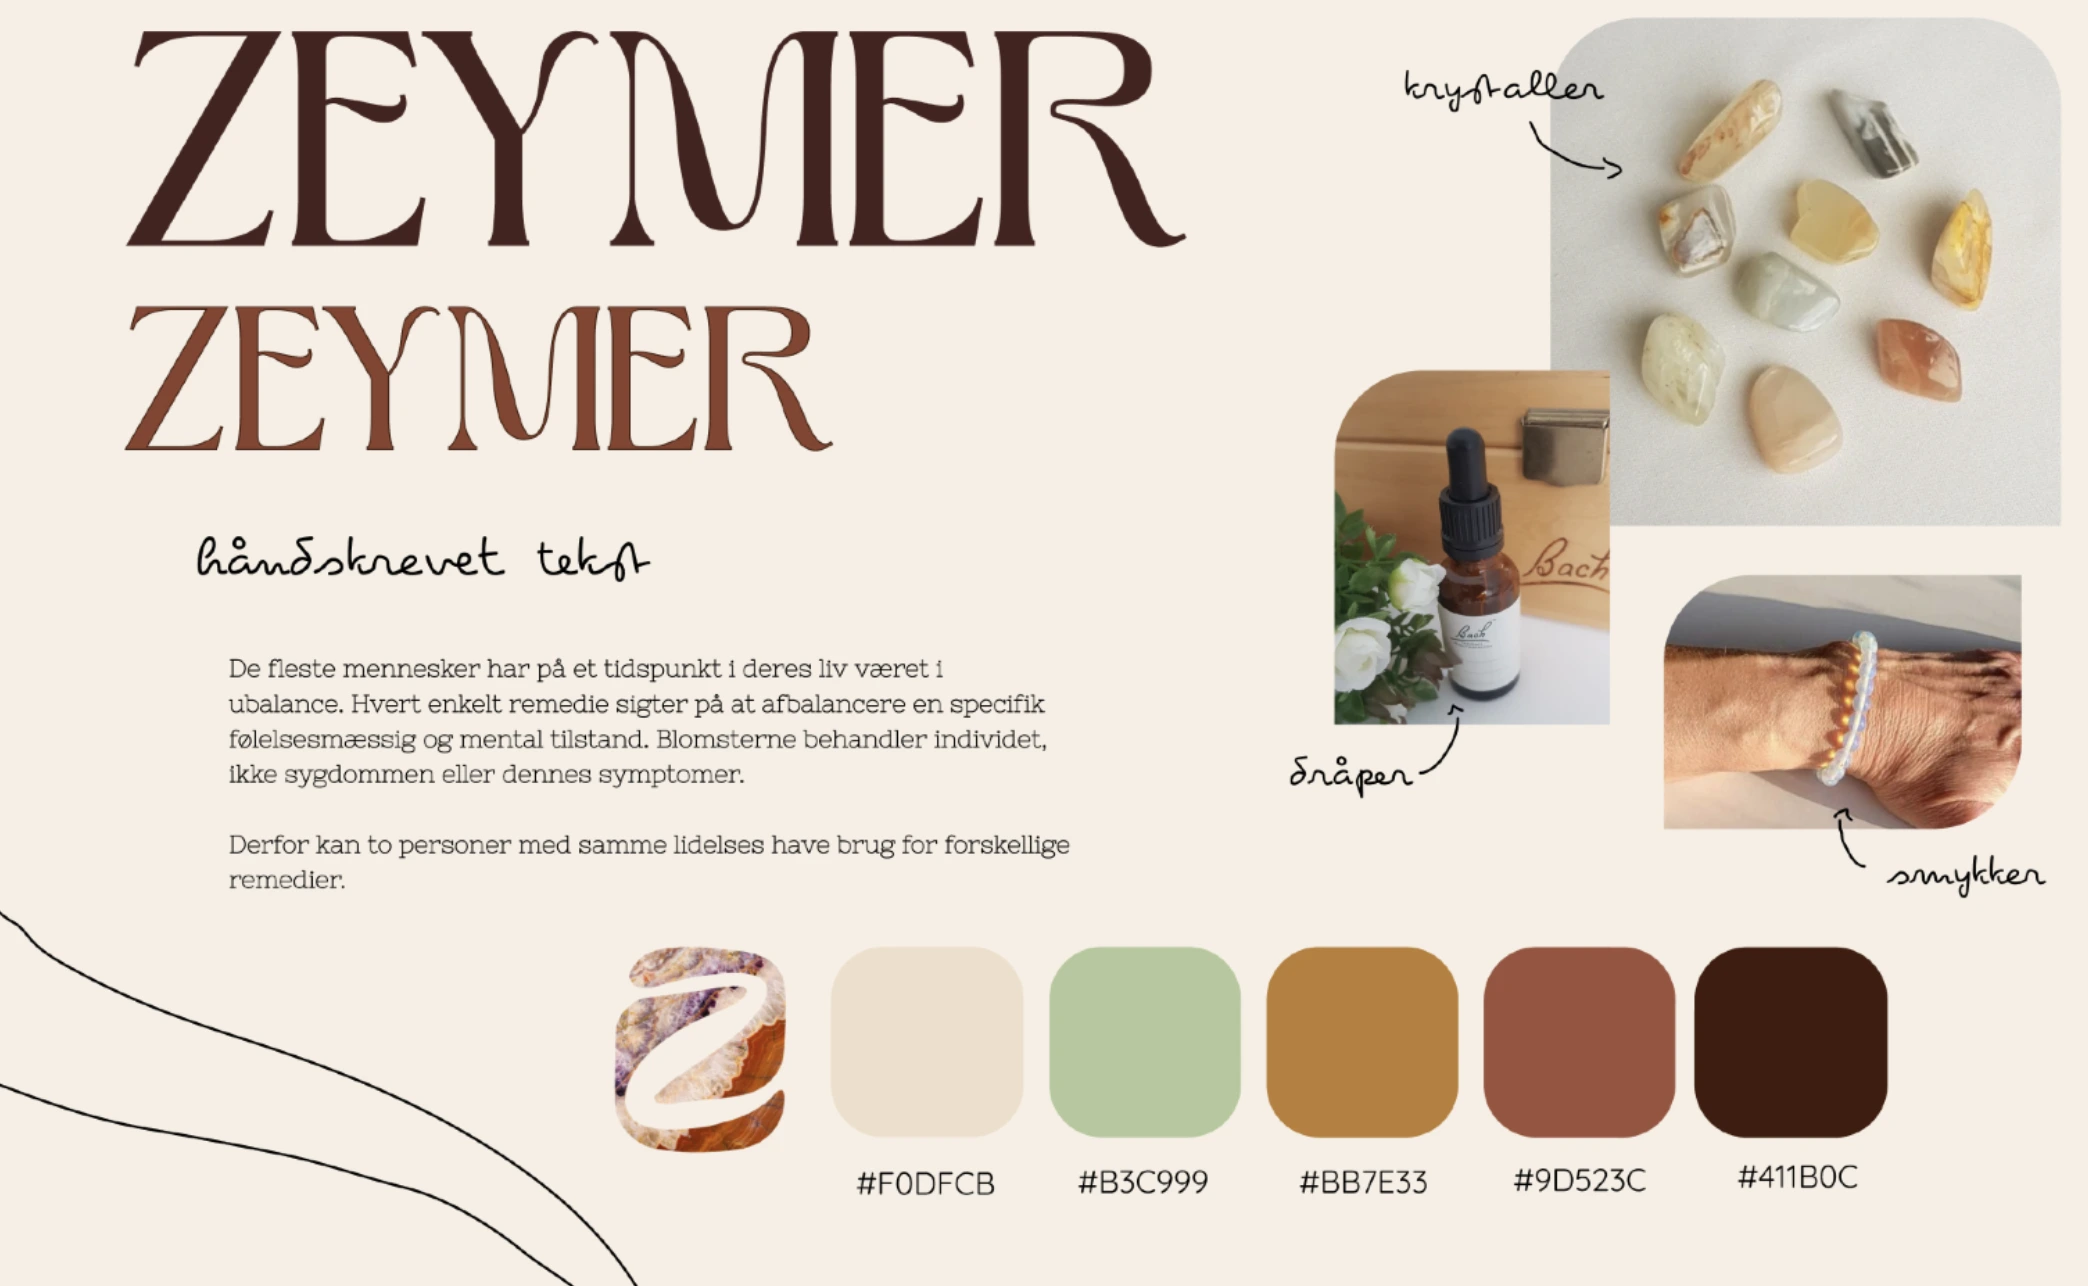 ZEYMER
ZEYMER
håndskrevet tekst
De fleste mennesker har på et tidspunkt i deres liv været i
ubalance. Hvert enkelt remedie sigter på at afbalancere en specifik
følelsesmæssig og mental tilstand. Blomsterne behandler individet,
ikke sygdommen eller dennes symptomer.
Derfor kan to personer med samme lidelses have brug for forskellige
remedier.
krystaller
Bach
Bach
dråper
smykker
#F0DFCB
#B3C999
#BB7E33
#9D523C
#411B0C